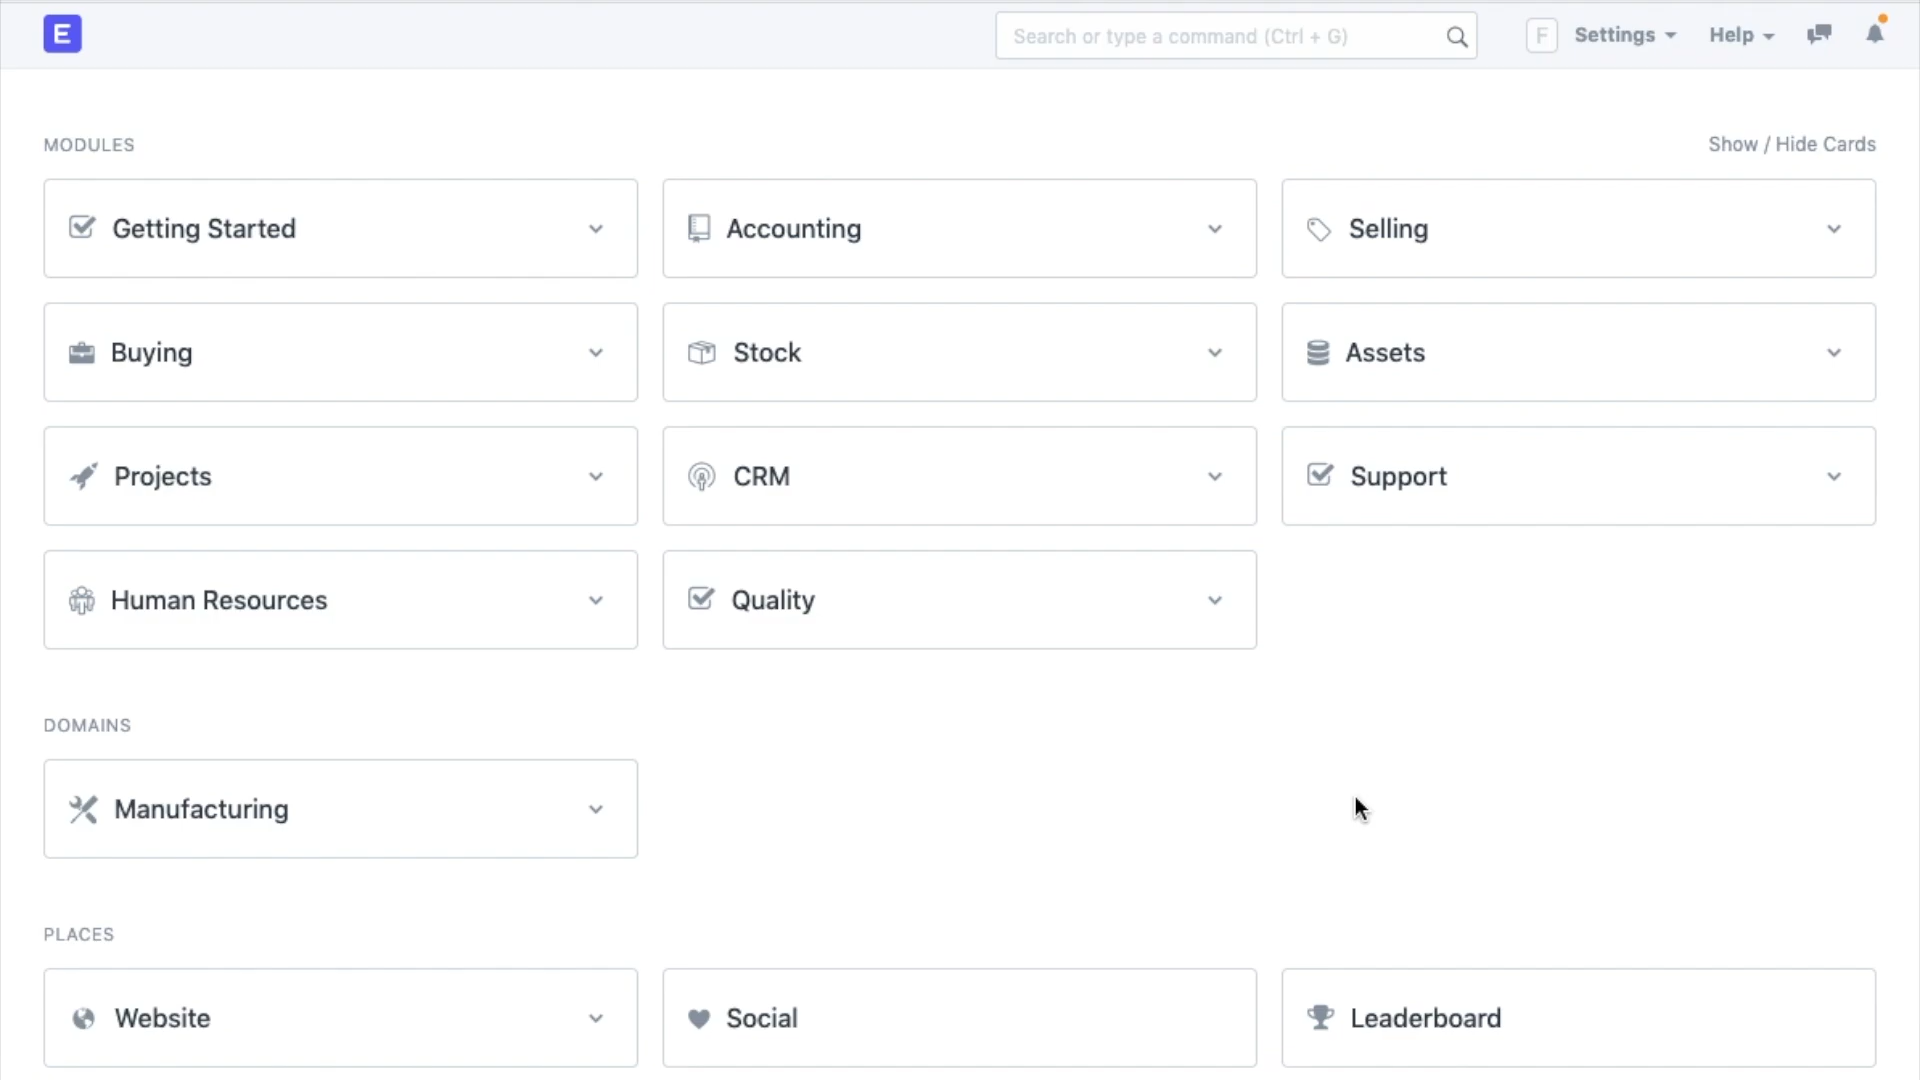 E
Search or type a command (Ctrl + G)
F
Settings
Help
MODULES
Show / Hide Cards
Getting Started
Accounting
Selling
Buying
Stock
Assets
Projects
CRM
Support
Human Resources
Quality
DOMAINS
Manufacturing
PLACES
Website
Social
Leaderboard